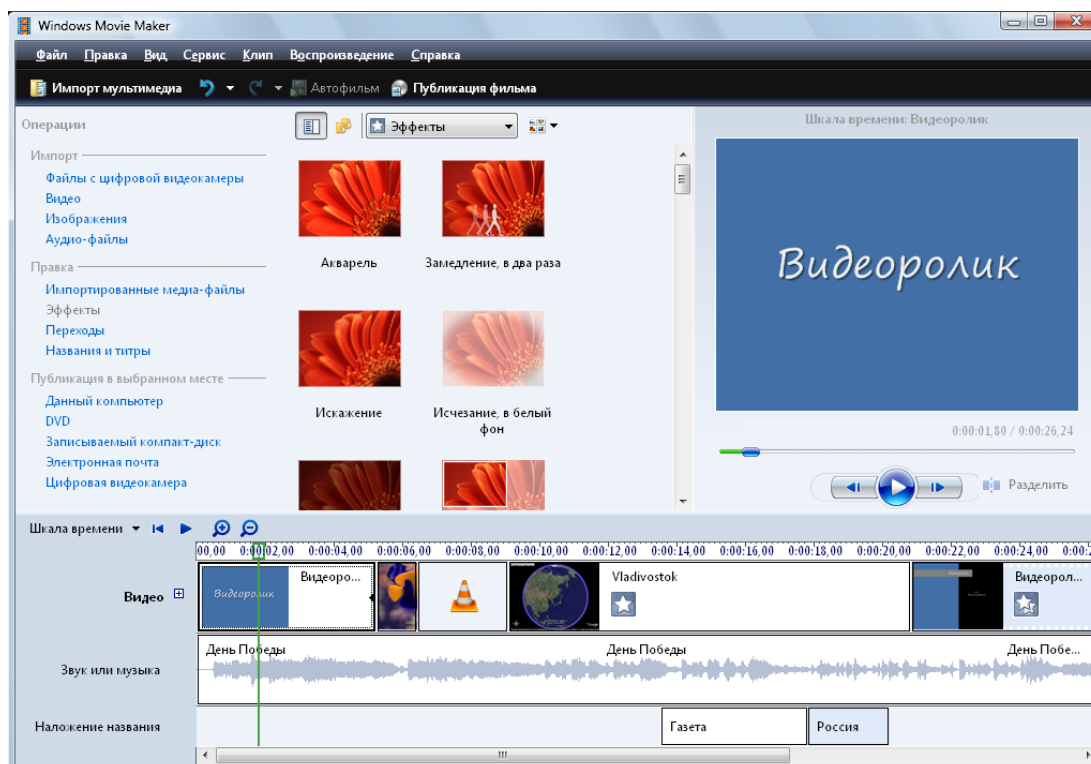 Windows Movie Maker
Файл Правка Вид Сервис Клип Воспроизведение Справка
Импорт мультимедиа Автофильм Публикация фильма
Операции
Импорт
Файлы с цифровой видеокамеры
Видео
Изображения
Аудио-файлы
Правка
Импортированные медиа-файлы
Эффекты
Переходы
Названия и титры
Публикация в выбранном месте
Данный компьютер
DVD
Записываемый компакт-диск
Электронная почта
Цифровая видеокамера
Эффекты
Акварель
Замедление, в два раза
Искажение
Исчезание, в белый
фон
Шкала времени: Видеоролик
Видеоролик
0:00:01,80 / 0:00:26,24
Разделить
Шкала времени
00,00 0:00:02,00 0:00:04,00 0:00:06,00 0:00:08,00 0:00:10,00 0:00:12,00 0:00:14,00 0:00:16,00 0:00:18,00 0:00:20,00 0:00:22,00 0:00:24,00 0:00:2
Видео
Видеоролик
Видеоро...
Vladivostok
Видеорол...
Звук или музыка
День Победы День Победы День Побе...
Наложение названия
Газета
Россия